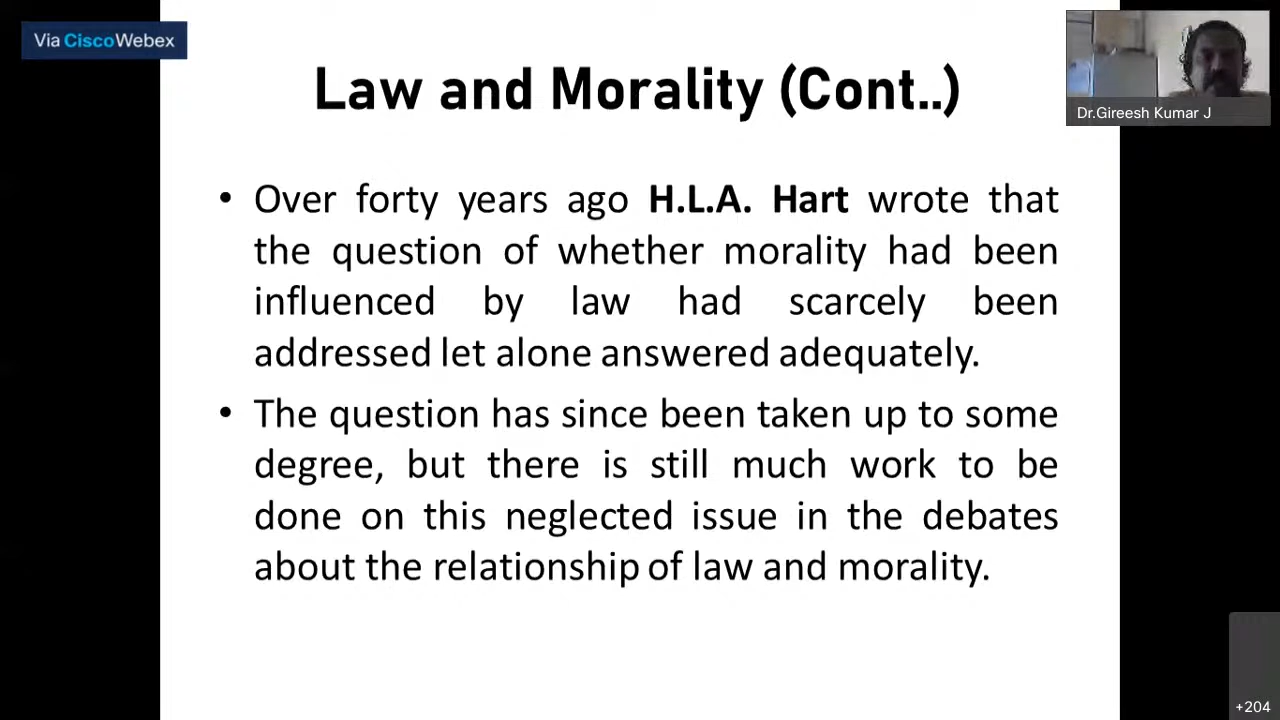 Via CiscoWebex
Law and Morality (Cont..)
Dr.Gireesh Kumar J
• Over forty years ago H.L.A. Hart wrote that
the question of whether morality had been
influenced by law had scarcely been
addressed let alone answered adequately.
• The question has since been taken up to some
degree, but there is still much work to be
done on this neglected issue in the debates
about the relationship of law and morality.
+204